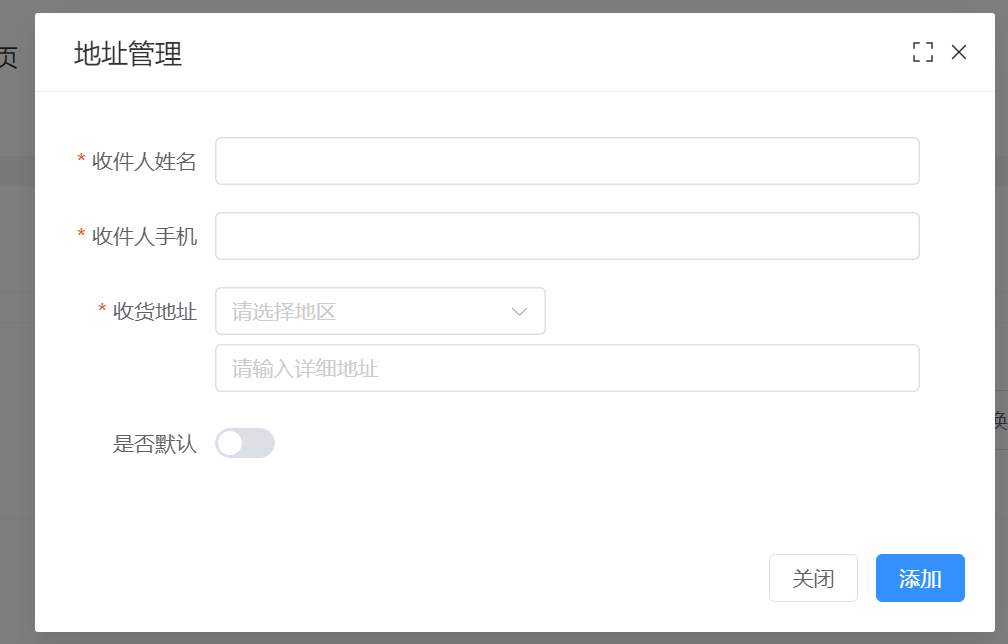 页
地址管理
* 收件人姓名
* 收件人手机
* 收货地址
请选择地区
请输入详细地址
换
是否默认
关闭
添加